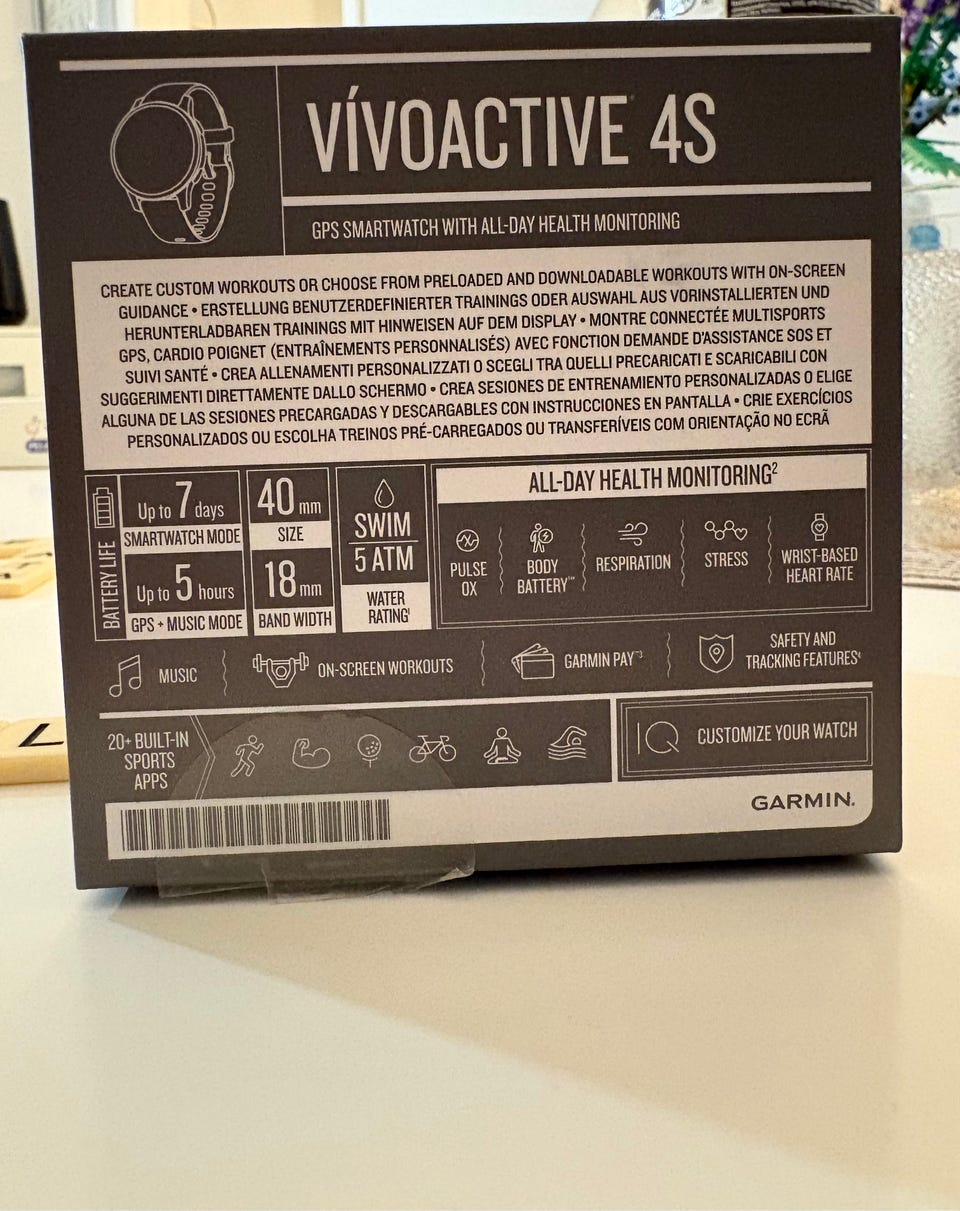 VÍVOACTIVE® 4S
GPS SMARTWATCH WITH ALL-DAY HEALTH MONITORING
CREATE CUSTOM WORKOUTS OR CHOOSE FROM PRELOADED AND DOWNLOADABLE WORKOUTS WITH ON-SCREEN
GUIDANCE • ERSTELLUNG BENUTZERDEFINIERTER TRAININGS ODER AUSWAHL AUS VORINSTALLIERTEN UND
HERUNTERLADBAREN TRAININGS MIT HINWEISEN AUF DEM DISPLAY • MONTRE CONNECTÉE MULTISPORTS
GPS, CARDIO POIGNET (ENTRAÎNEMENTS PERSONNALISÉS) AVEC FONCTION DEMANDE D'ASSISTANCE SOS ET
SUIVI SANTÉ • CREA ALLENAMENTI PERSONALIZZATI O SCEGLI TRA QUELLI PRECARICATI E SCARICABILI CON
SUGGERIMENTI DIRETTAMENTE DALLO SCHERMO • CREA SESIONES DE ENTRENAMIENTO PERSONALIZADAS O ELIGE
ALGUNA DE LAS SESIONES PRECARGADAS Y DESCARGABLES CON INSTRUCCIONES EN PANTALLA • CRIE EXERCÍCIOS
PERSONALIZADOS OU ESCOLHA TREINOS PRÉ-CARREGADOS OU TRANSFERÍVEIS COM ORIENTAÇÃO NO ECRÃ
BATTERY LIFE
Up to 7 days
SMARTWATCH MODE
Up to 5 hours
GPS + MUSIC MODE
40 mm
SIZE
18 mm
BAND WIDTH
SWIM
5 ATM
WATER
RATING¹
ALL-DAY HEALTH MONITORING²
PULSE
OX
BODY
BATTERY™
RESPIRATION
STRESS
WRIST-BASED
HEART RATE
MUSIC
ON-SCREEN WORKOUTS
GARMIN PAY™³
SAFETY AND
TRACKING FEATURES⁴
20+ BUILT-IN
SPORTS
APPS
IQ
CUSTOMIZE YOUR WATCH
GARMIN.
L